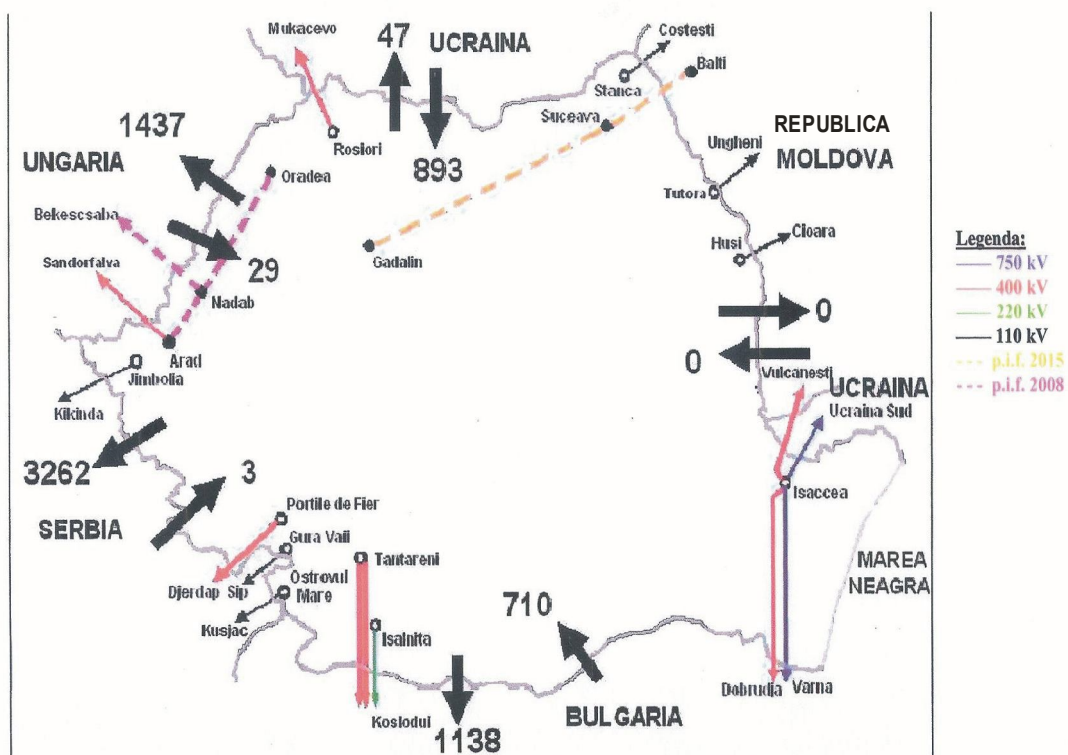 Mukacevo
47
UCRAINA
Costesti
Balti
Stanca
Suceava
1437
Rosiori
893
REPUBLICA
MOLDOVA
Ungheni
UNGARIA
Oradea
Tutora
Bekescsaba
Husi
Cioara
Sandorfalva
29
Gadalin
Nadab
0
Arad
0
Jimbolia
Vulcanesti
Kikinda
UCRAINA
Ucraina Sud
3262
3
Isaccea
SERBIA
Portile de Fier
Gura Vaii
Tantareni
MAREA
NEAGRA
Djerdap
Sip
Ostrovul
Mare
710
Kusjac
Isalnita
Dobrudja
Varna
Koslodui
BULGARIA
1138
Legenda:
750 kV
400 kV
220 kV
110 kV
p.i.f. 2015
p.i.f. 2008